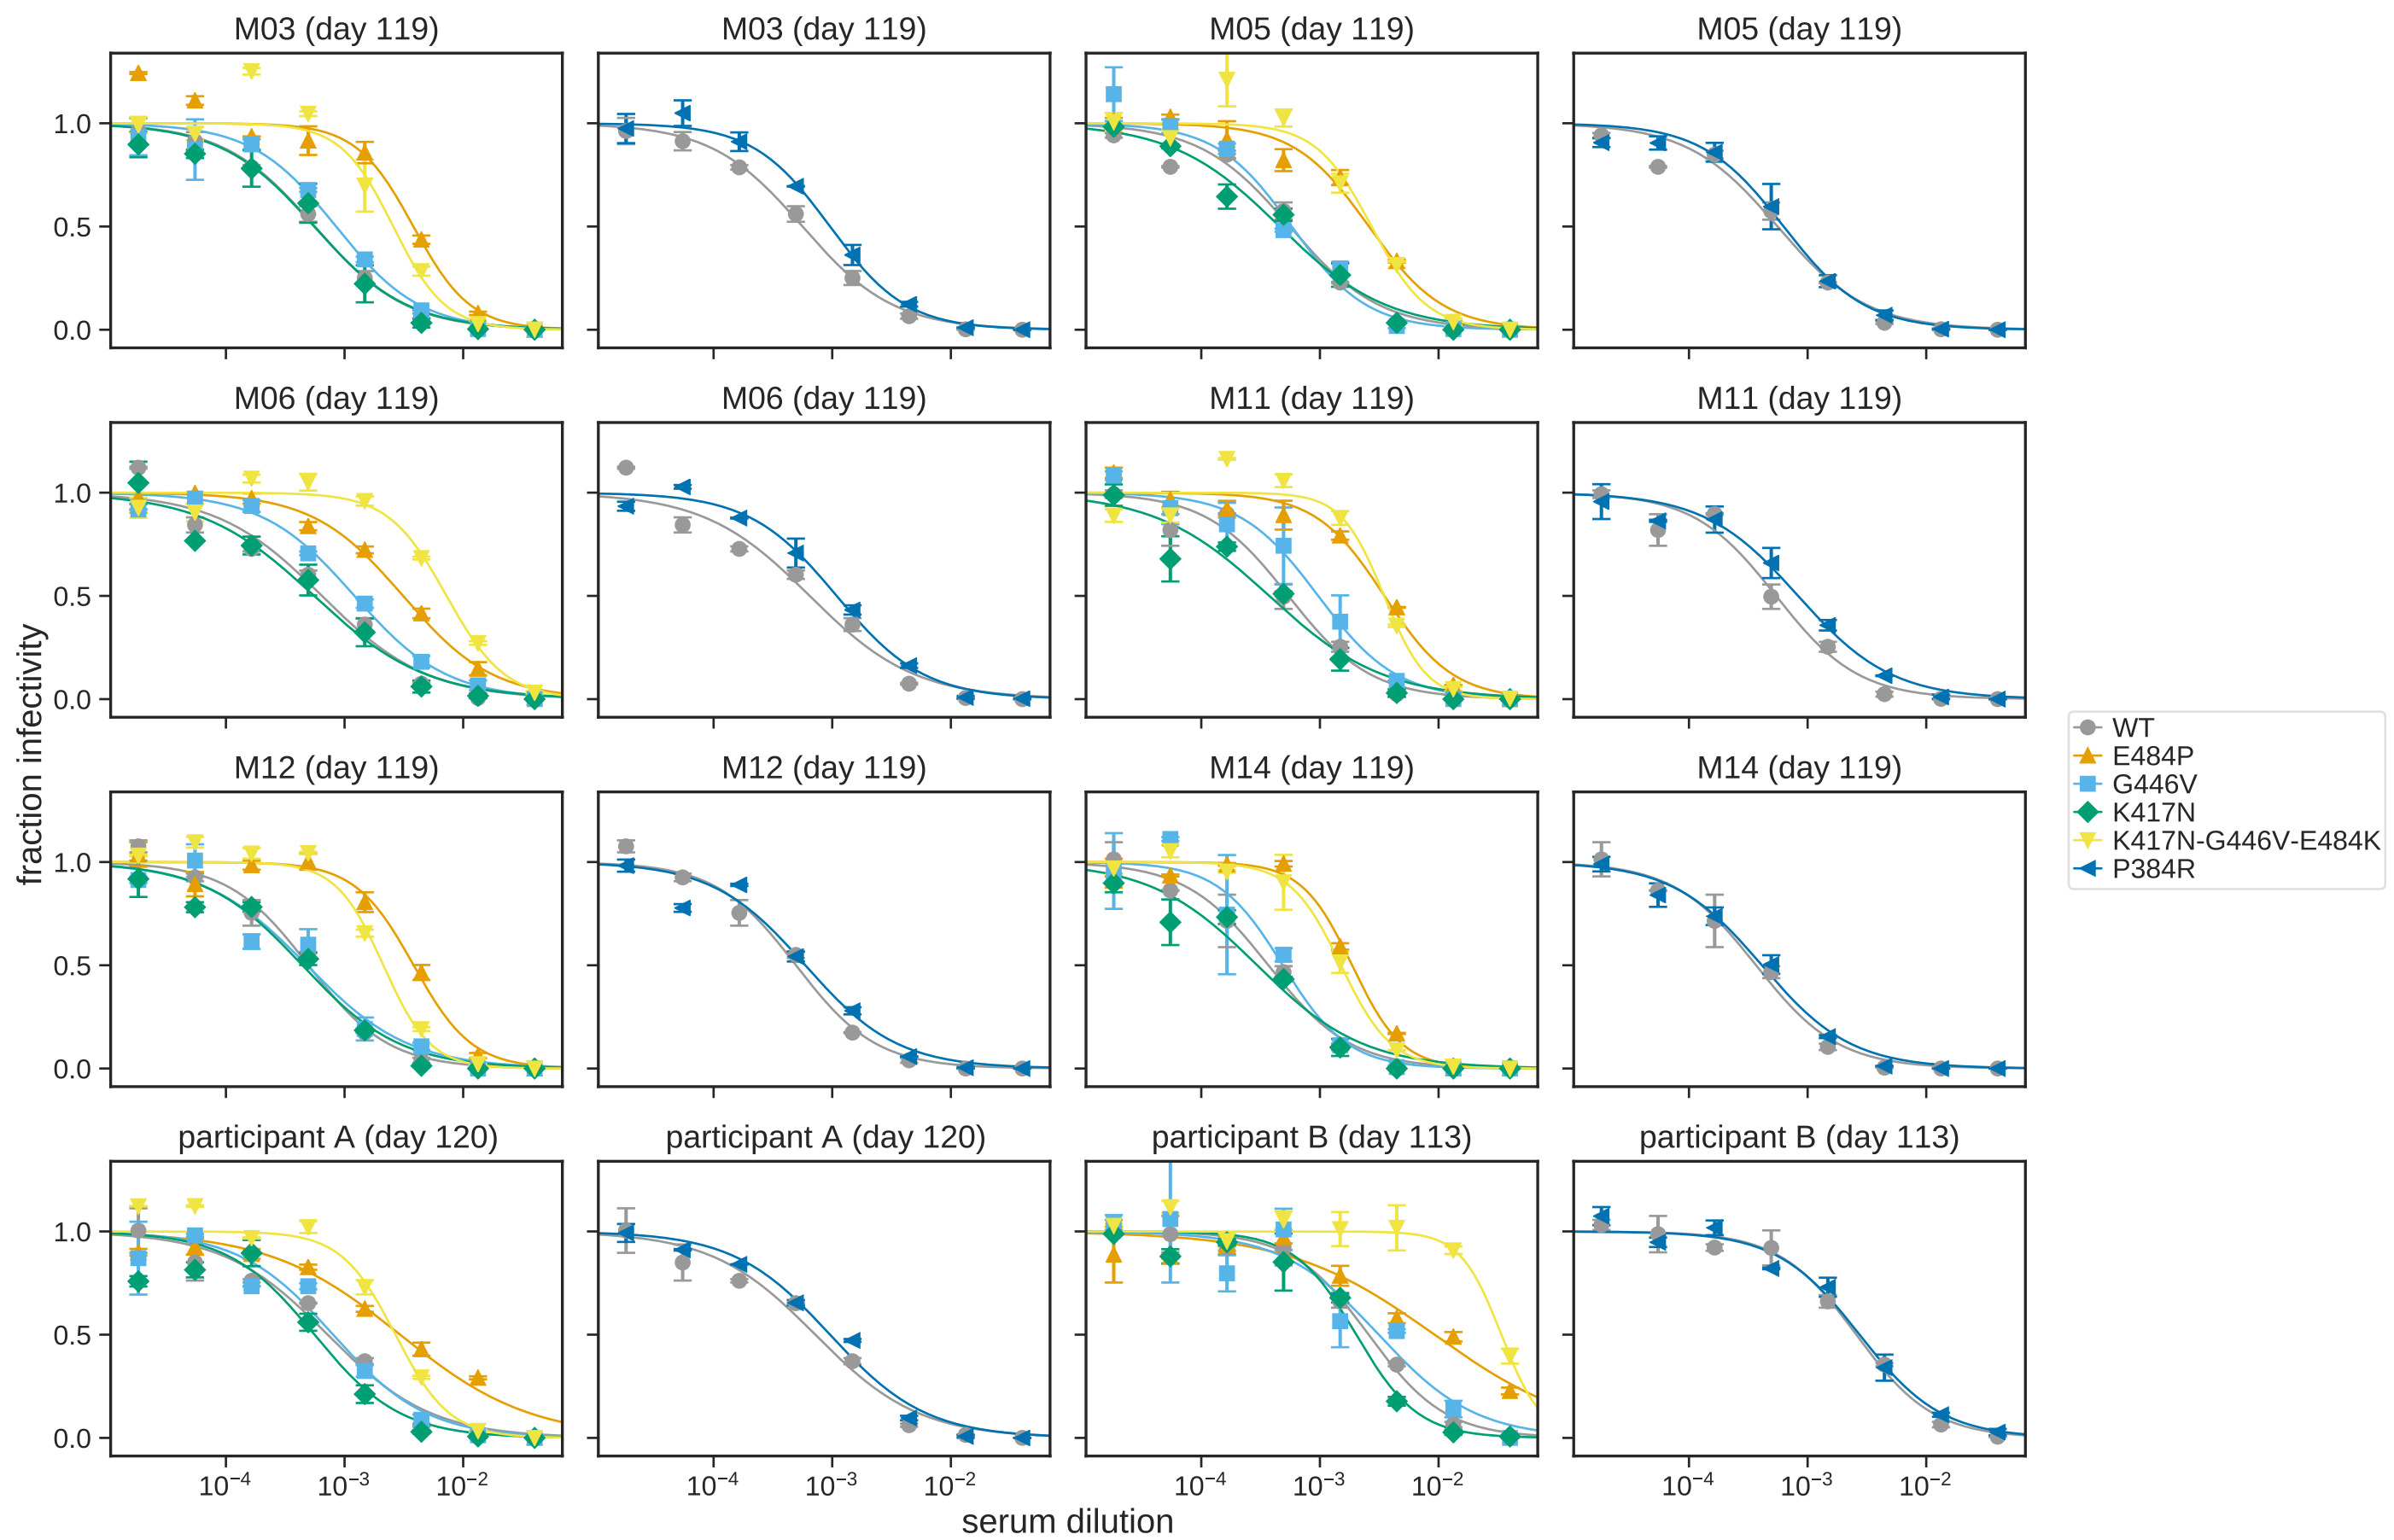 M03 (day 119)
M03 (day 119)
M05 (day 119)
M05 (day 119)
1.0
0.5
0.0
M06 (day 119)
M06 (day 119)
M11 (day 119)
M11 (day 119)
1.0
0.5
0.0
fraction infectivity
M12 (day 119)
M12 (day 119)
M14 (day 119)
M14 (day 119)
1.0
0.5
0.0
WT
E484P
G446V
K417N
K417N-G446V-E484K
P384R
participant A (day 120)
participant A (day 120)
participant B (day 113)
participant B (day 113)
1.0
0.5
0.0
10⁻⁴ 10⁻³ 10⁻²
10⁻⁴ 10⁻³ 10⁻²
10⁻⁴ 10⁻³ 10⁻²
10⁻⁴ 10⁻³ 10⁻²
serum dilution